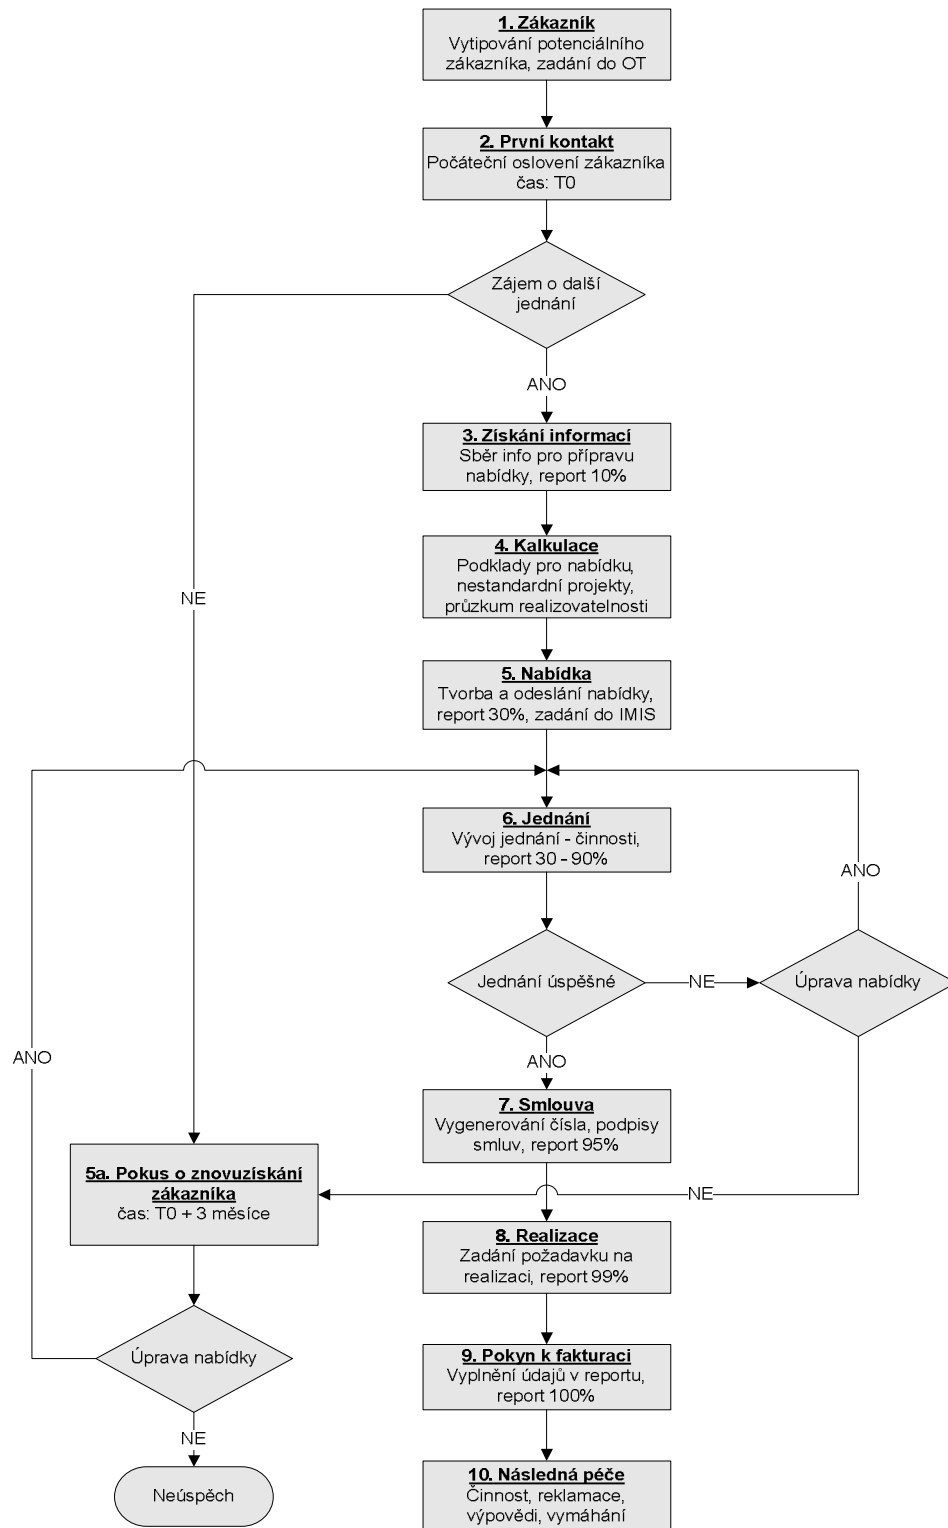 1. Zákazník
Vytipování potenciálního
zákazníka, zadání do OT
2. První kontakt
Počáteční oslovení zákazníka
čas: T0
Zájem o další
jednání
ANO
3. Získání informací
Sběr info pro přípravu
nabídky, report 10%
4. Kalkulace
Podklady pro nabídku,
nestandardní projekty,
průzkum realizovatelnosti
NE
5. Nabídka
Tvorba a odeslání nabídky,
report 30%, zadání do IMIS
6. Jednání
Vývoj jednání - činnosti,
report 30 - 90%
ANO
Jednání úspěšné
NE
Úprava nabídky
ANO
ANO
7. Smlouva
Vygenerování čísla, podpisy
smluv, report 95%
5a. Pokus o znovuzískání
zákazníka
čas: T0 + 3 měsíce
NE
8. Realizace
Zadání požadavku na
realizaci, report 99%
Úprava nabídky
9. Pokyn k fakturaci
Vyplnění údajů v reportu,
report 100%
NE
Neúspěch
10. Následná péče
Činnost, reklamace,
výpovědi, vymáhání